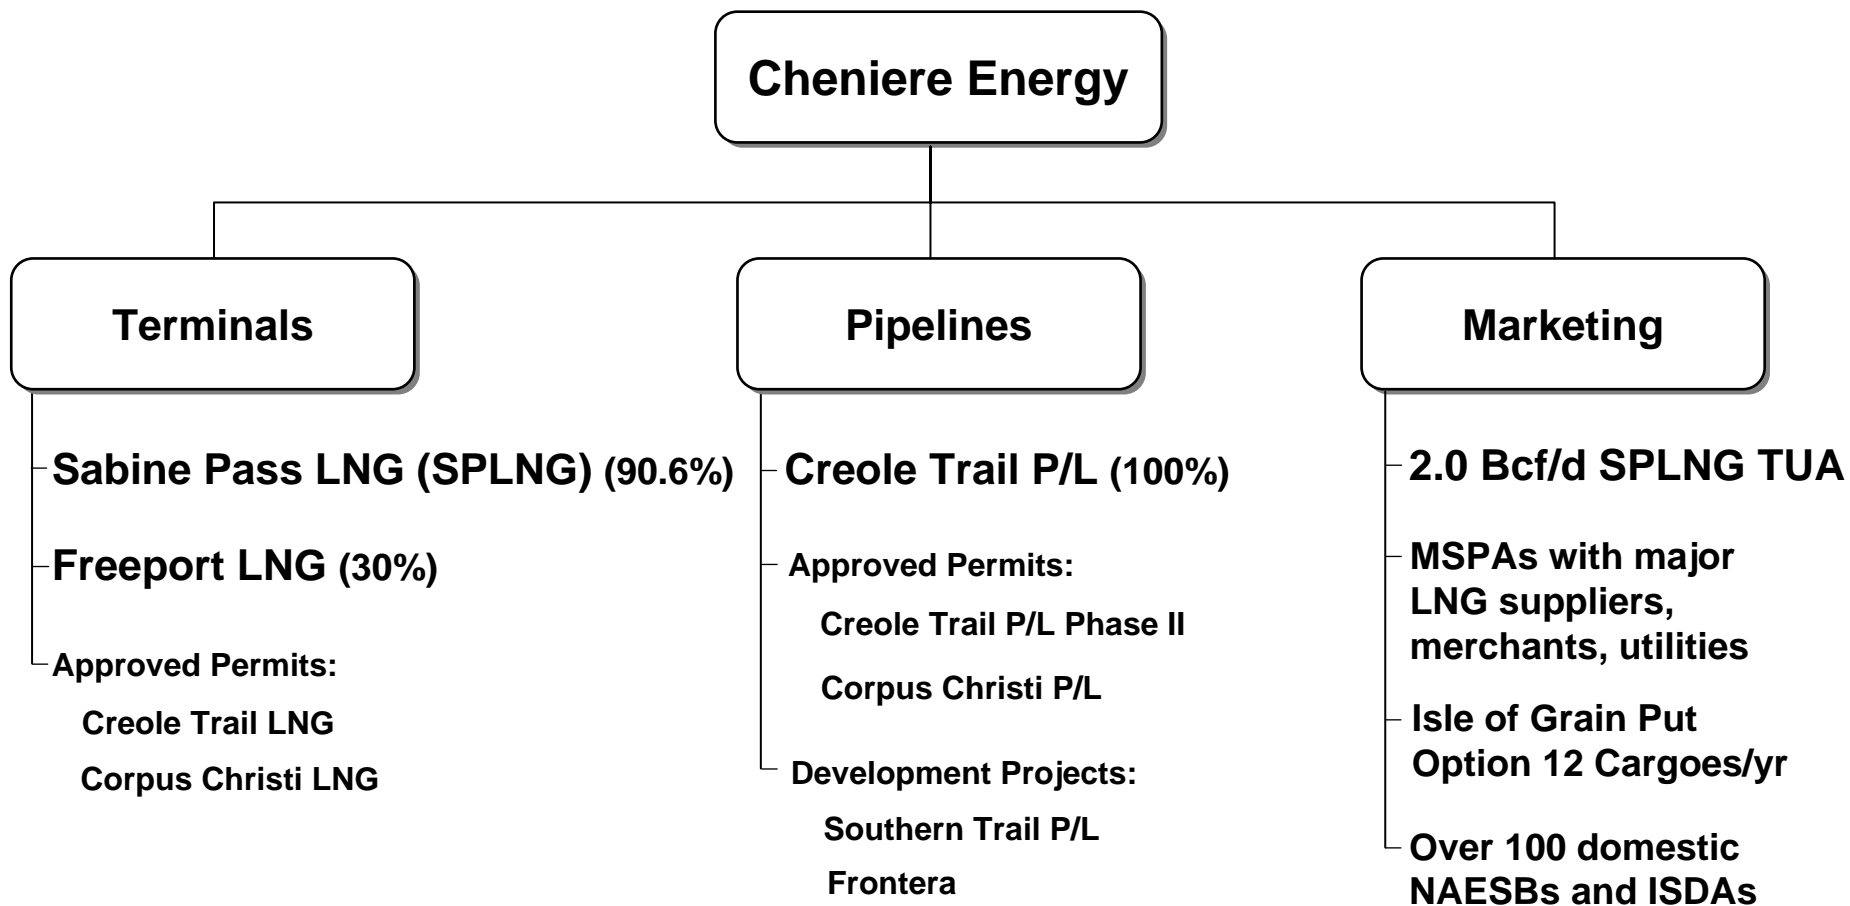 Cheniere Energy
Terminals
Sabine Pass LNG (SPLNG) (90.6%)
Freeport LNG (30%)
Approved Permits:
Creole Trail LNG
Corpus Christi LNG
Pipelines
Creole Trail P/L (100%)
Approved Permits:
Creole Trail P/L Phase II
Corpus Christi P/L
Development Projects:
Southern Trail P/L
Frontera
Marketing
2.0 Bcf/d SPLNG TUA
MSPAs with major
LNG suppliers,
merchants, utilities
Isle of Grain Put
Option 12 Cargoes/yr
Over 100 domestic
NAESBs and ISDAs